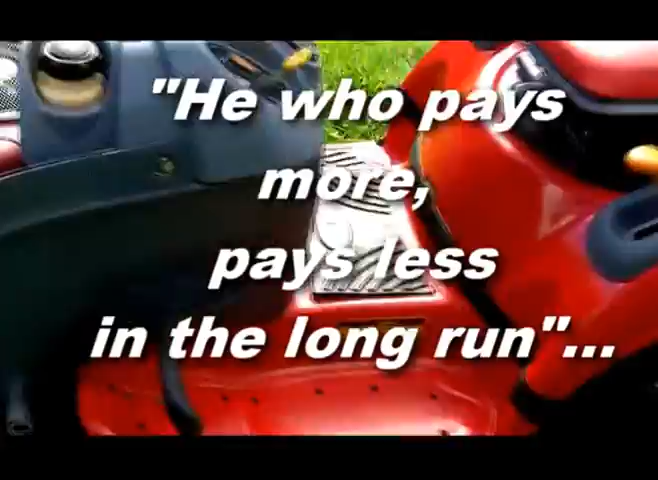 "He who pays
more,
pays less
in the long run"...